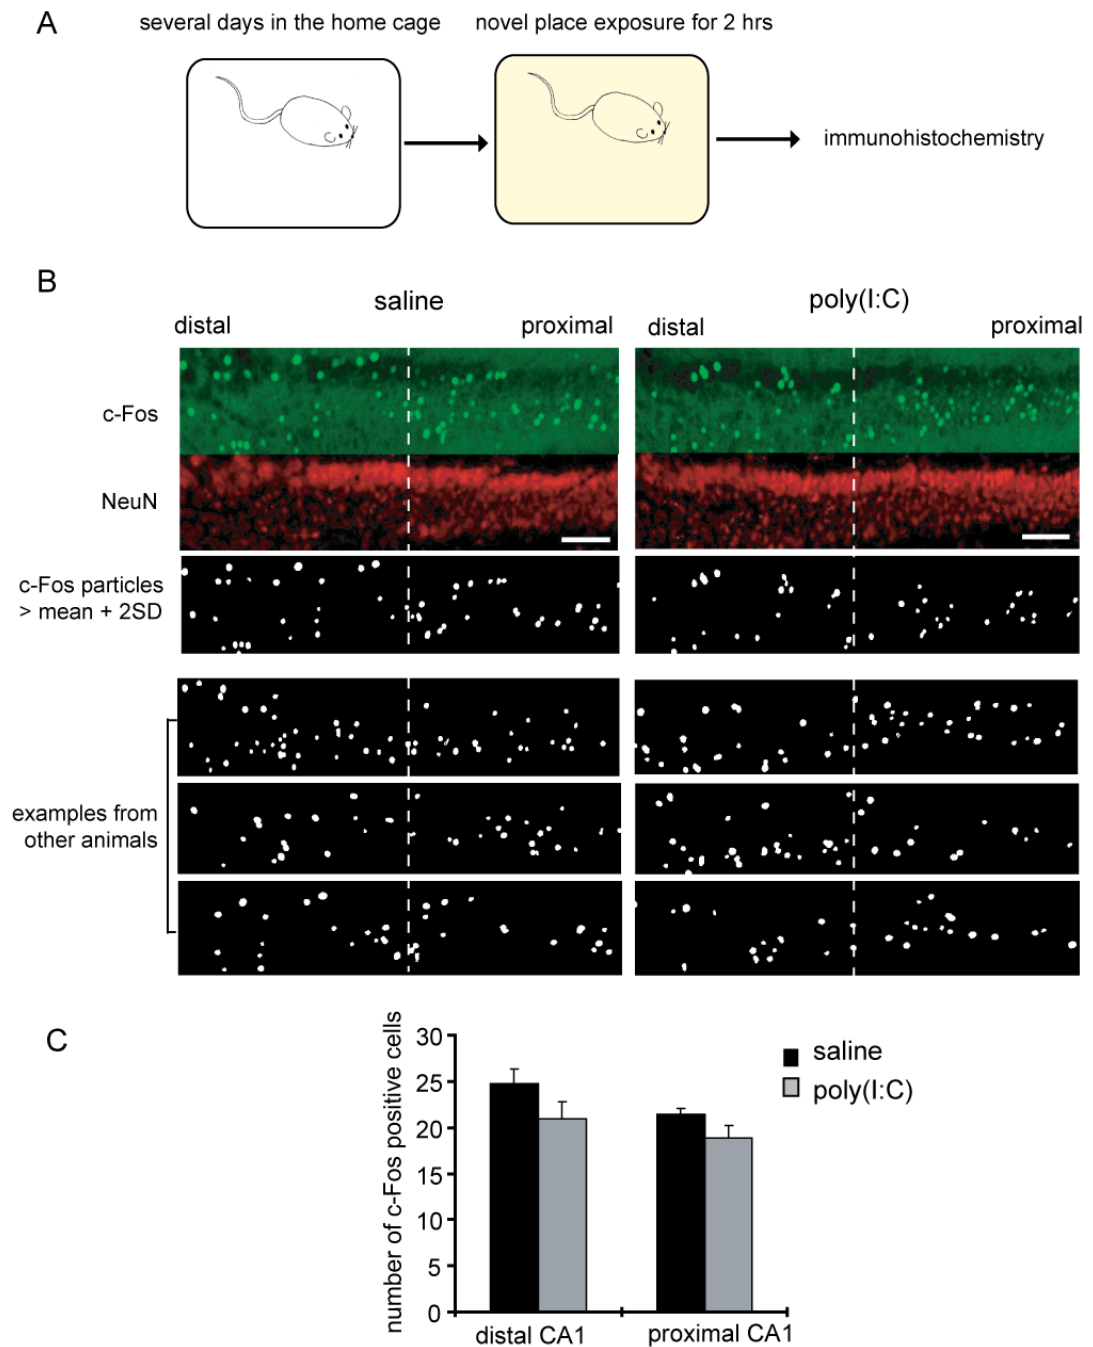 A
several days in the home cage
novel place exposure for 2 hrs
immunohistochemistry
B
saline
poly(I:C)
distal
proximal
distal
proximal
c-Fos
NeuN
c-Fos particles
> mean + 2SD
examples from
other animals
C
number of c-Fos positive cells
30
25
20
15
10
5
0
distal CA1
proximal CA1
saline
poly(I:C)